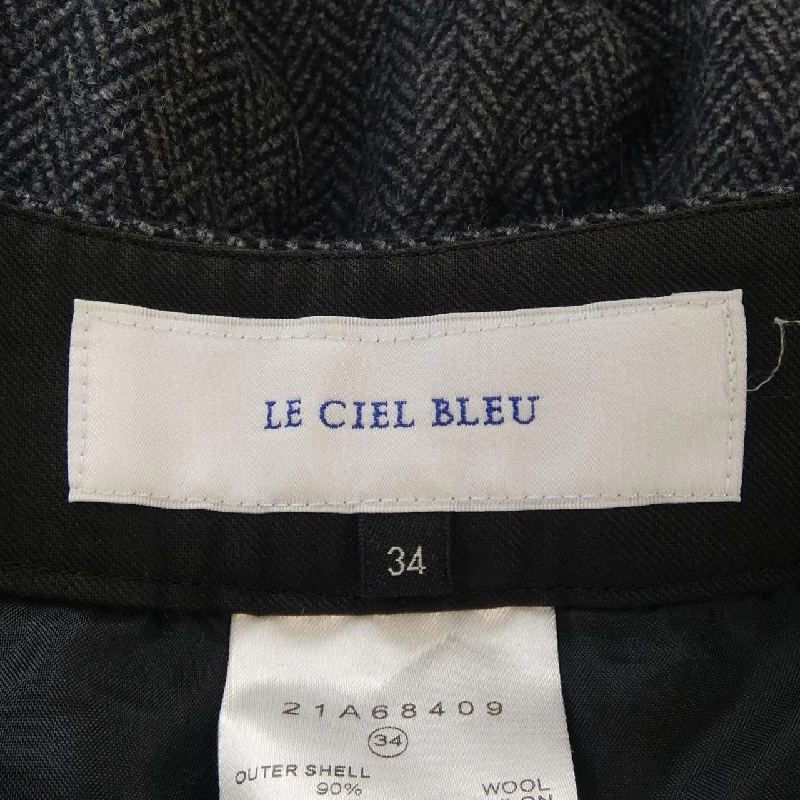 LE CIEL BLEU
34
21A68409
34
OUTER SHELL
90% WOOL